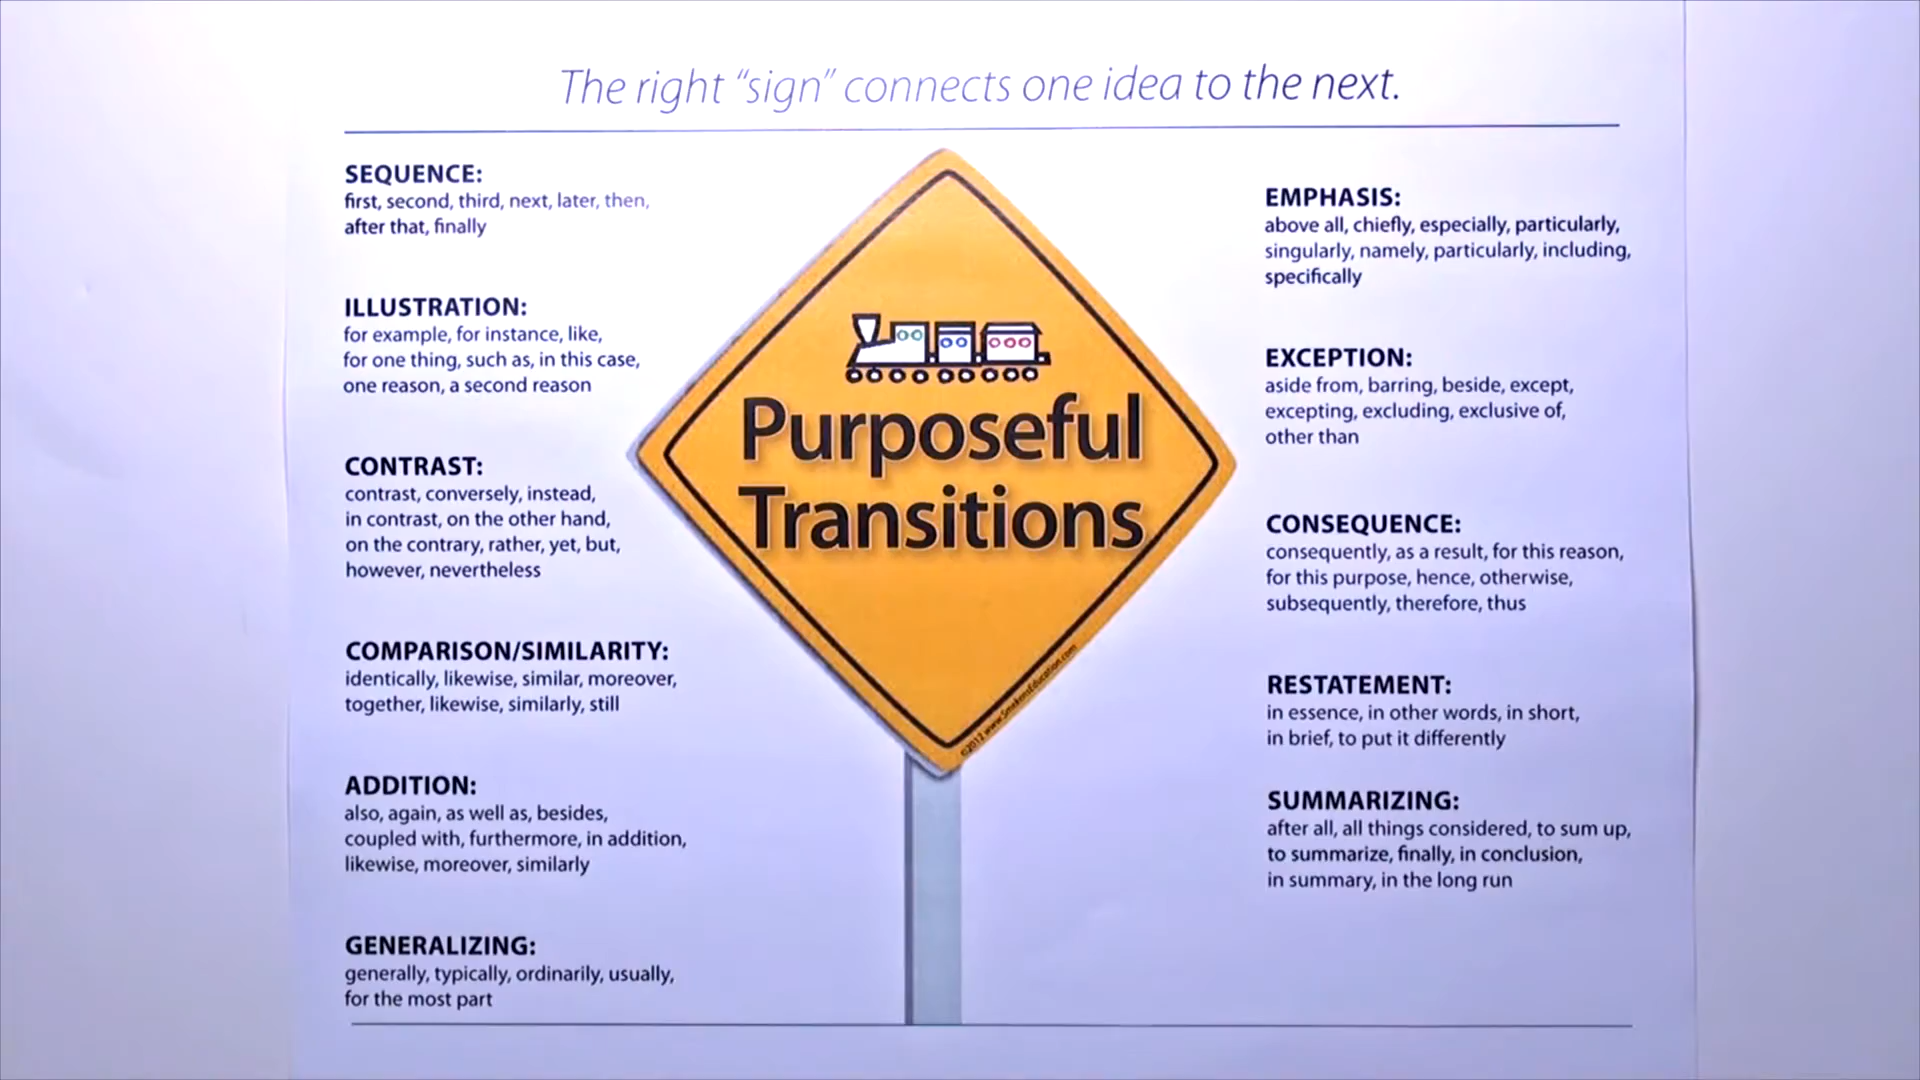 The right “sign” connects one idea to the next.
SEQUENCE:
first, second, third, next, later, then,
after that, finally
ILLUSTRATION:
for example, for instance, like,
for one thing, such as, in this case,
one reason, a second reason
CONTRAST:
contrast, conversely, instead,
in contrast, on the other hand,
on the contrary, rather, yet, but,
however, nevertheless
COMPARISON/SIMILARITY:
identically, likewise, similar, moreover,
together, likewise, similarly, still
ADDITION:
also, again, as well as, besides,
coupled with, furthermore, in addition,
likewise, moreover, similarly
GENERALIZING:
generally, typically, ordinarily, usually,
for the most part
Purposeful
Transitions
©2012 www.SmekensEducation.com
EMPHASIS:
above all, chiefly, especially, particularly,
singularly, namely, particularly, including,
specifically
EXCEPTION:
aside from, barring, beside, except,
excepting, excluding, exclusive of,
other than
CONSEQUENCE:
consequently, as a result, for this reason,
for this purpose, hence, otherwise,
subsequently, therefore, thus
RESTATEMENT:
in essence, in other words, in short,
in brief, to put it differently
SUMMARIZING:
after all, all things considered, to sum up,
to summarize, finally, in conclusion,
in summary, in the long run